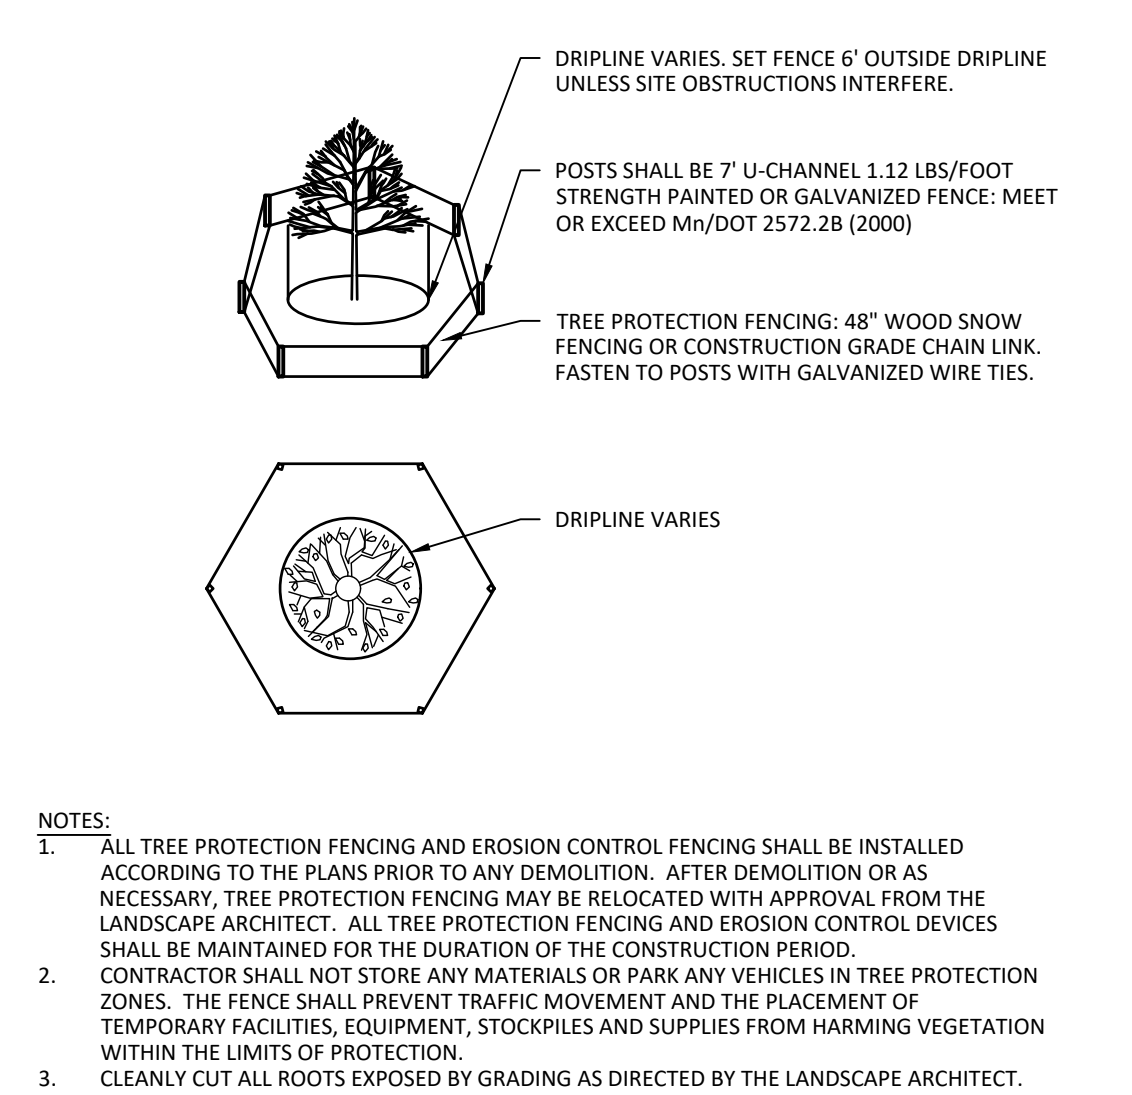 DRIPLINE VARIES. SET FENCE 6' OUTSIDE DRIPLINE
UNLESS SITE OBSTRUCTIONS INTERFERE.
POSTS SHALL BE 7' U-CHANNEL 1.12 LBS/FOOT
STRENGTH PAINTED OR GALVANIZED FENCE: MEET
OR EXCEED Mn/DOT 2572.2B (2000)
TREE PROTECTION FENCING: 48" WOOD SNOW
FENCING OR CONSTRUCTION GRADE CHAIN LINK.
FASTEN TO POSTS WITH GALVANIZED WIRE TIES.
DRIPLINE VARIES
NOTES:
1. ALL TREE PROTECTION FENCING AND EROSION CONTROL FENCING SHALL BE INSTALLED
ACCORDING TO THE PLANS PRIOR TO ANY DEMOLITION. AFTER DEMOLITION OR AS
NECESSARY, TREE PROTECTION FENCING MAY BE RELOCATED WITH APPROVAL FROM THE
LANDSCAPE ARCHITECT. ALL TREE PROTECTION FENCING AND EROSION CONTROL DEVICES
SHALL BE MAINTAINED FOR THE DURATION OF THE CONSTRUCTION PERIOD.
2. CONTRACTOR SHALL NOT STORE ANY MATERIALS OR PARK ANY VEHICLES IN TREE PROTECTION
ZONES. THE FENCE SHALL PREVENT TRAFFIC MOVEMENT AND THE PLACEMENT OF
TEMPORARY FACILITIES, EQUIPMENT, STOCKPILES AND SUPPLIES FROM HARMING VEGETATION
WITHIN THE LIMITS OF PROTECTION.
3. CLEANLY CUT ALL ROOTS EXPOSED BY GRADING AS DIRECTED BY THE LANDSCAPE ARCHITECT.